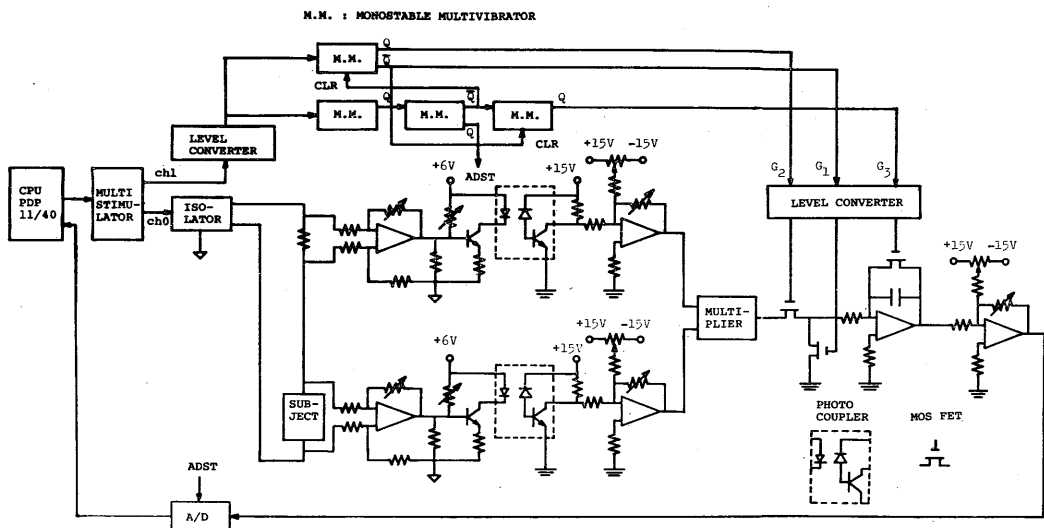 M.M. : MONOSTABLE MULTIVIBRATOR
M.M.
Q
Q̅
CLR
M.M.
Q
M.M.
Q̅
Q
M.M.
Q
CLR
ADST
LEVEL
CONVERTER
ch1
CPU
PDP
11/40
MULTI
STIMU-
LATOR
ch0
ISO-
LATOR
+6V
+15V
+15V
-15V
G2
G1
G3
LEVEL CONVERTER
+15V
-15V
MULTI-
PLIER
+6V
+15V
+15V
-15V
SUB-
JECT
PHOTO
COUPLER
MOS FET
ADST
A/D